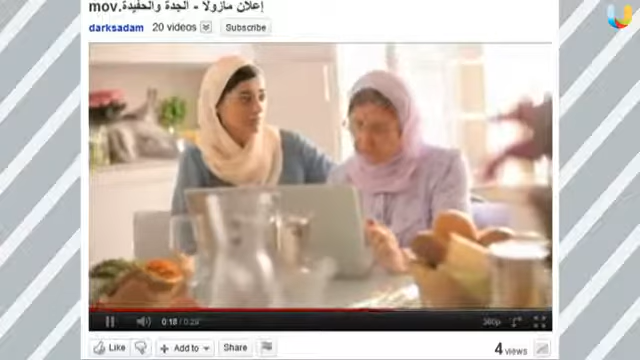 إعلان مازولا - الجدة والحفيدة.mov
darksadam 20 videos Subscribe
0:18 / 0:29 360p
Like Add to Share 4 views